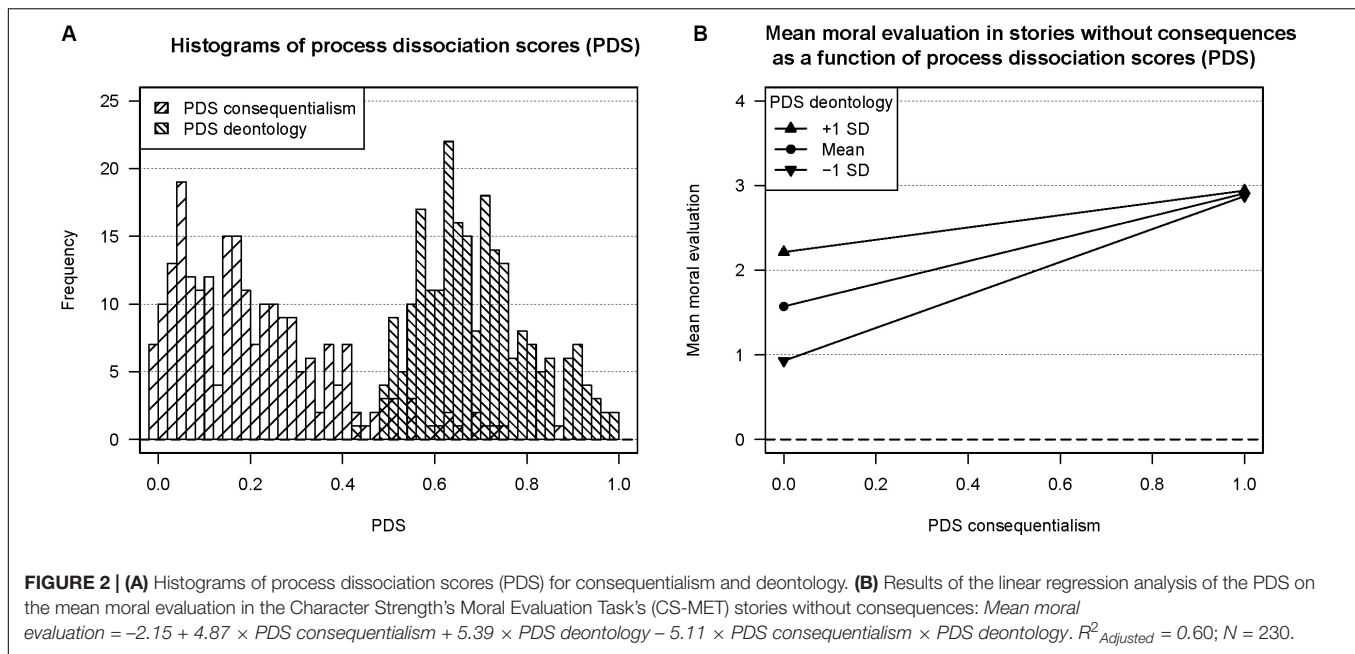 A
Histograms of process dissociation scores (PDS)
PDS consequentialism
PDS deontology
25
20
15
10
5
0
Frequency
0.0 0.2 0.4 0.6 0.8 1.0
PDS
B
Mean moral evaluation in stories without consequences
as a function of process dissociation scores (PDS)
PDS deontology
+1 SD
Mean
−1 SD
4
3
2
1
0
Mean moral evaluation
0.0 0.2 0.4 0.6 0.8 1.0
PDS consequentialism
FIGURE 2 | (A) Histograms of process dissociation scores (PDS) for consequentialism and deontology. (B) Results of the linear regression analysis of the PDS on
the mean moral evaluation in the Character Strength's Moral Evaluation Task's (CS-MET) stories without consequences: Mean moral
evaluation = –2.15 + 4.87 × PDS consequentialism + 5.39 × PDS deontology – 5.11 × PDS consequentialism × PDS deontology. R²Adjusted = 0.60; N = 230.